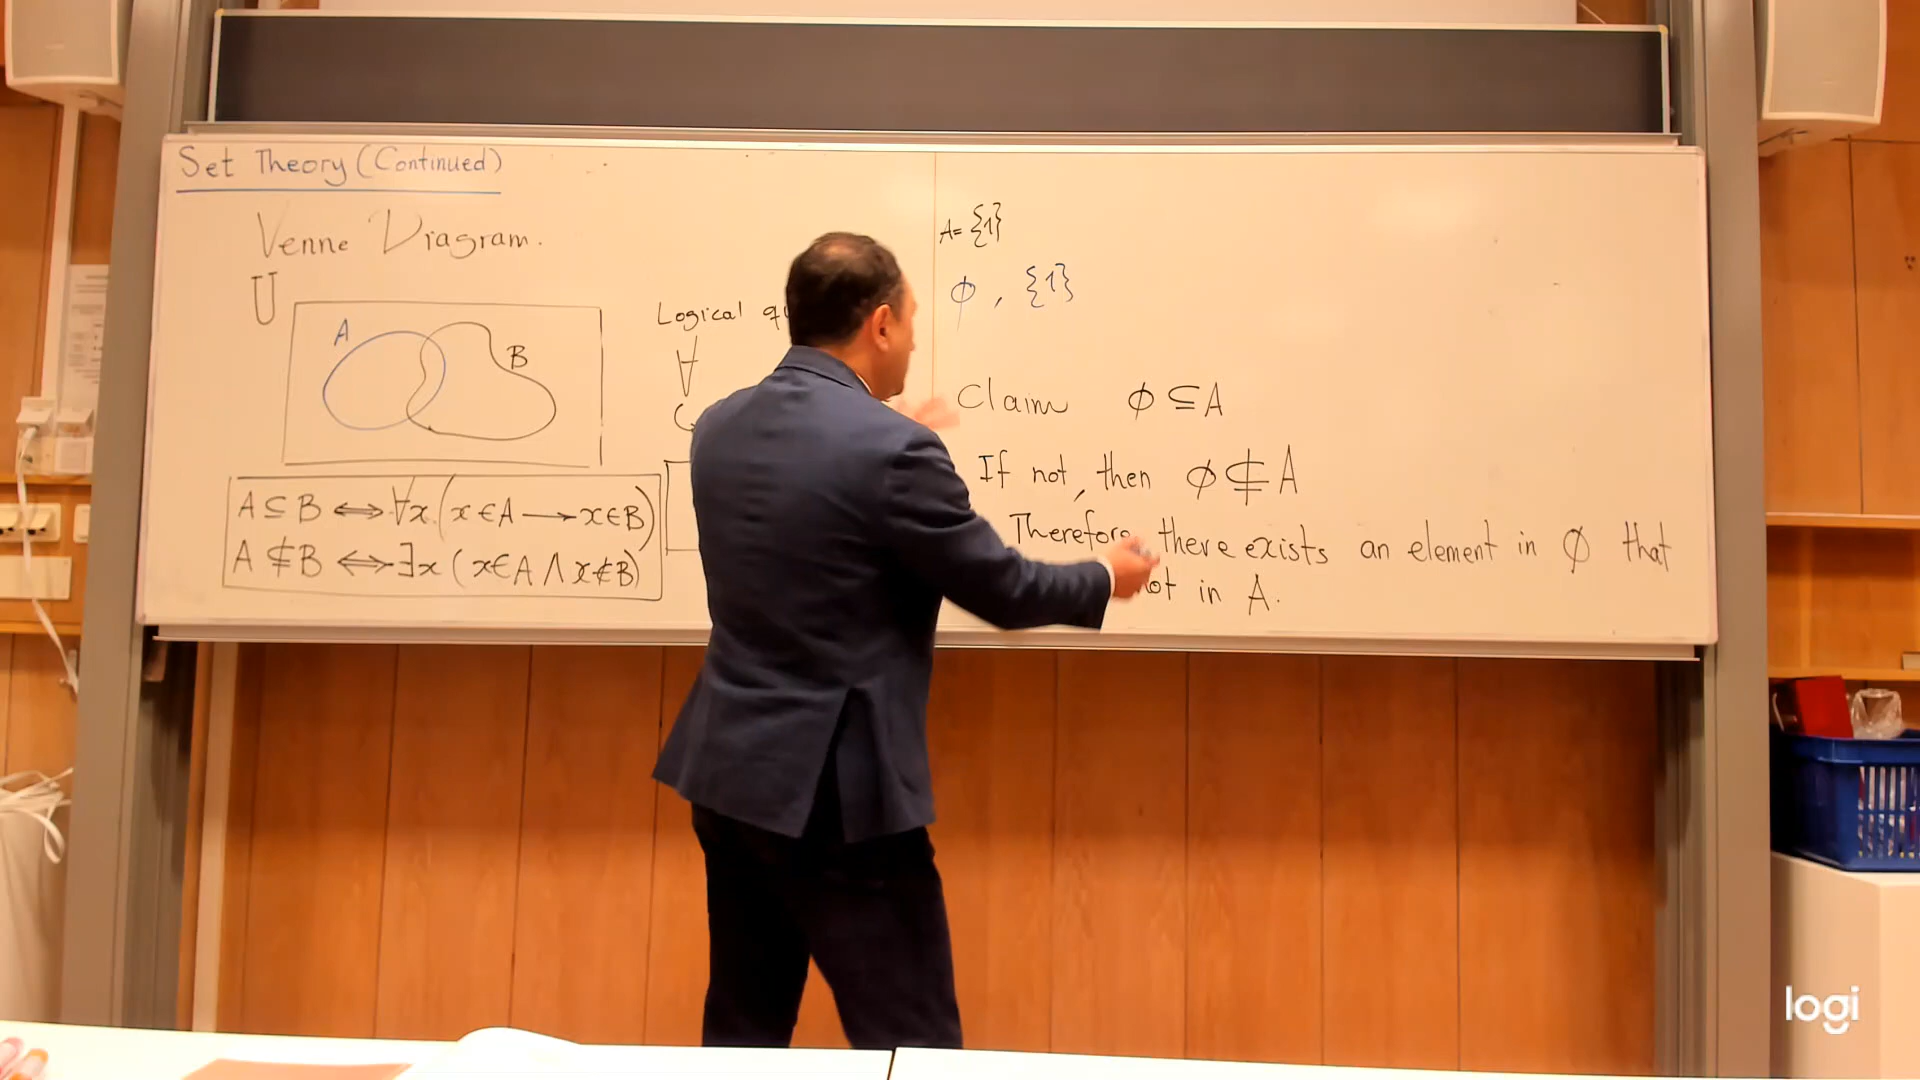 Set Theory (Continued)
Venne Diagram.
U
A
B
A ⊆ B ⟺ ∀x (x ∈ A ⟶ x ∈ B)
A ⊈ B ⟺ ∃x (x ∈ A ∧ x ∉ B)
Logical
∀
A = {1}
ϕ , {1}
Claim ϕ ⊆ A
If not, then ϕ ⊈ A
Therefore there exists an element in ϕ that
not in A.
logi